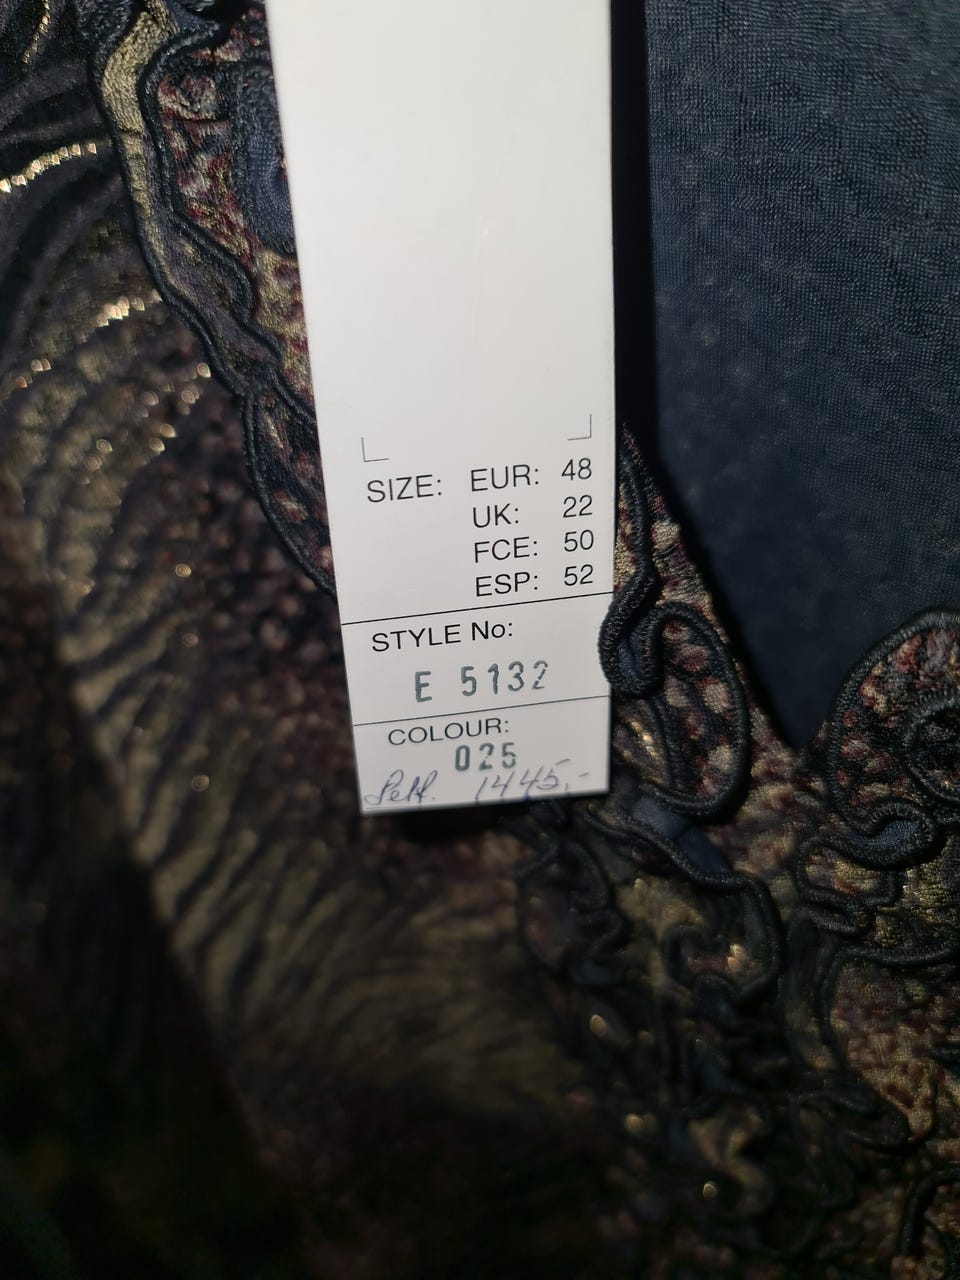 SIZE: EUR: 48
UK: 22
FCE: 50
ESP: 52
STYLE No:
E 5132
COLOUR:
025
1445,-